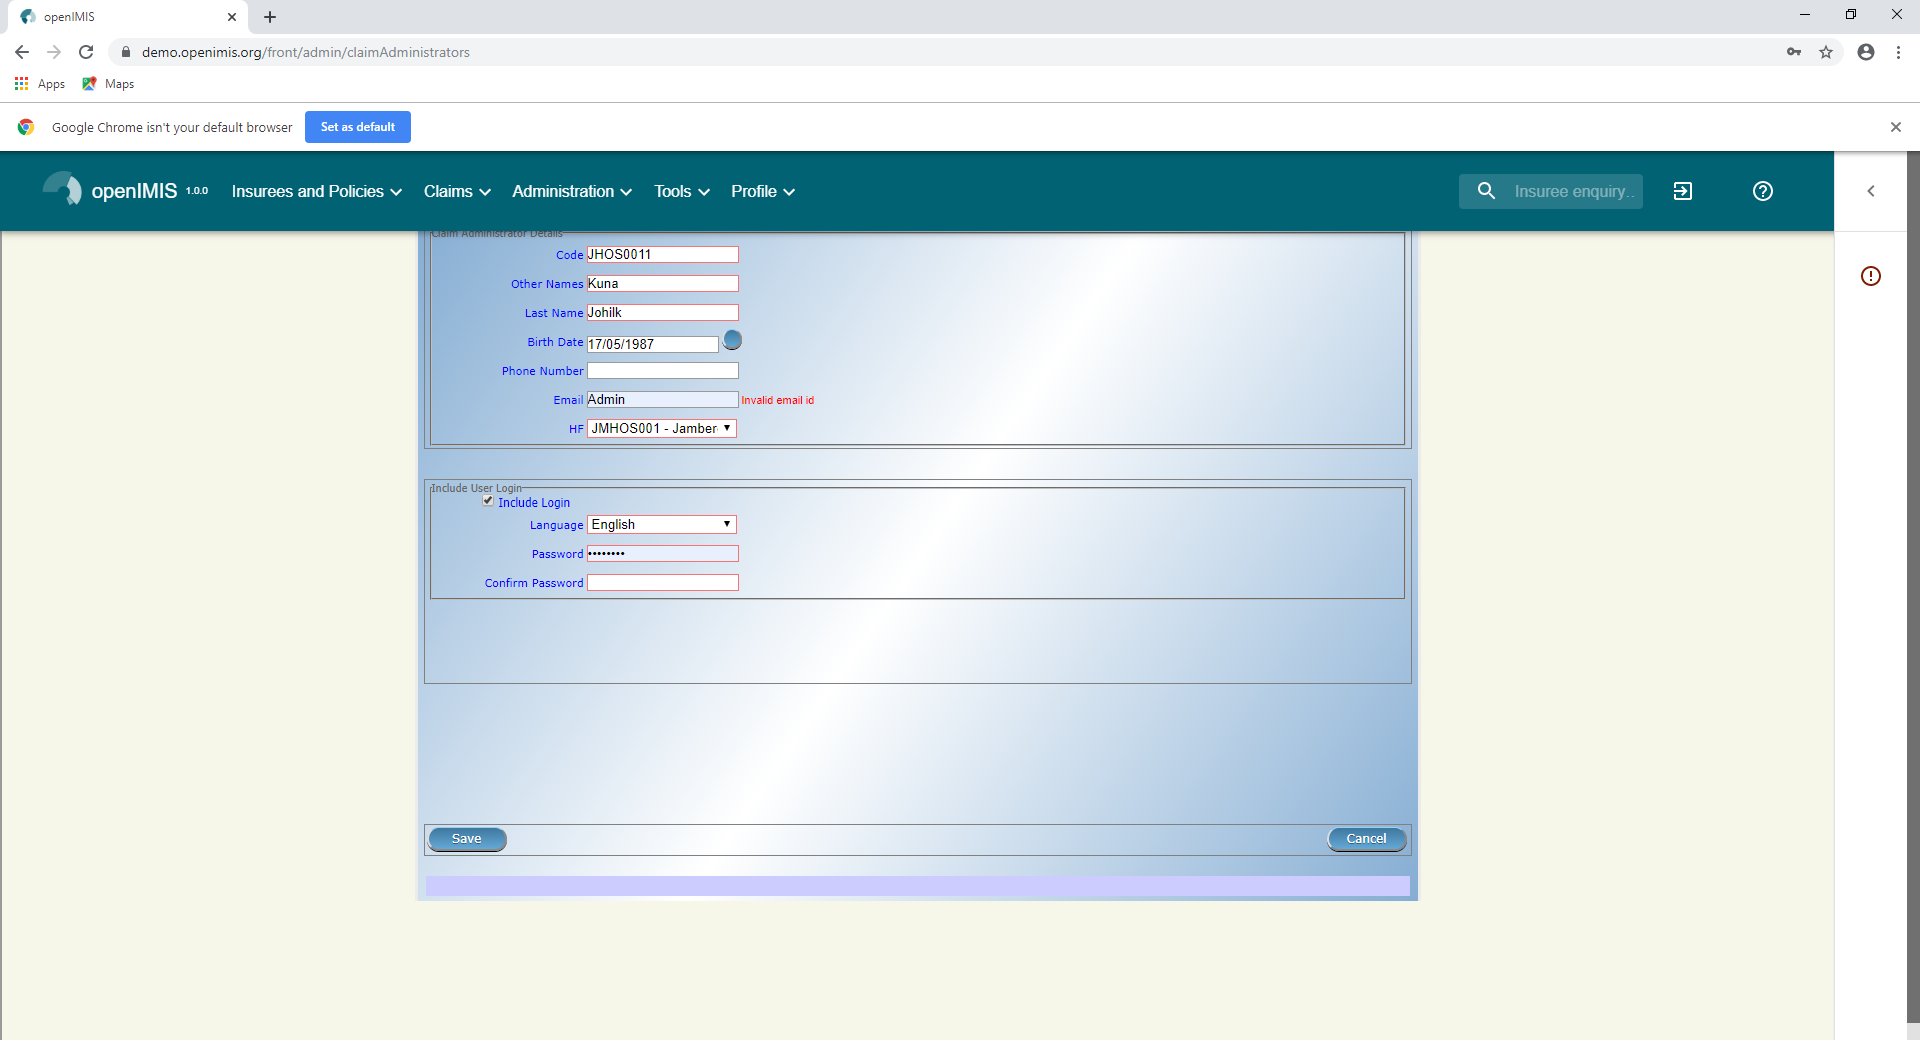 openIMIS
demo.openimis.org/front/admin/claimAdministrators
Apps Maps
Google Chrome isn't your default browser Set as default
openIMIS 1.0.0 Insurees and Policies Claims Administration Tools Profile Insuree enquiry..
Claim Administrator Details
Code JHOS0011
Other Names Kuna
Last Name Johilk
Birth Date 17/05/1987
Phone Number
Email Admin Invalid email id
HF JMHOS001 - Jamber
Include User Login
Include Login
Language English
Password ••••••••
Confirm Password
Save Cancel